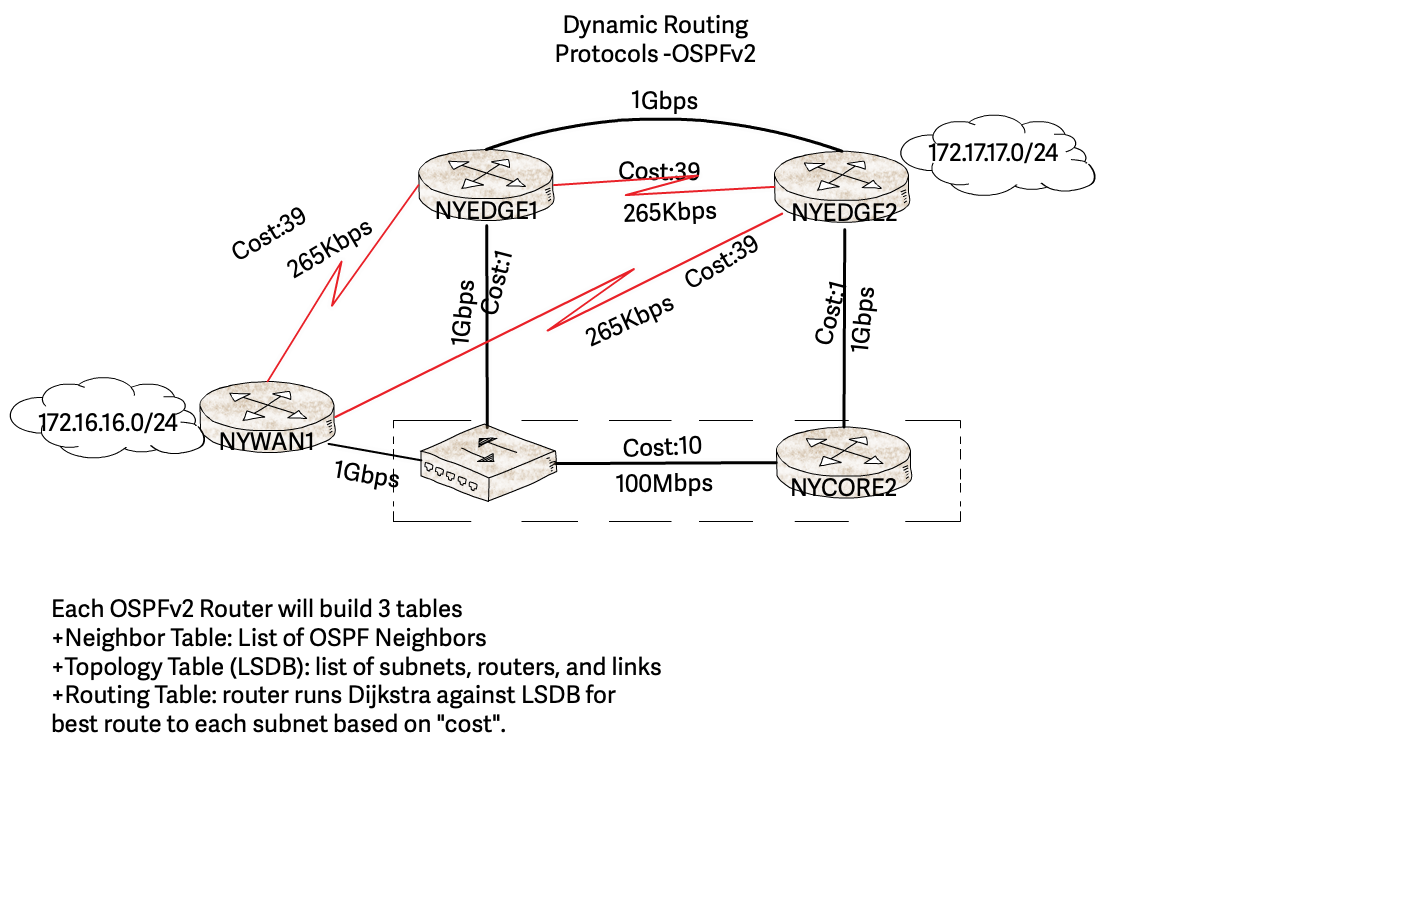 Dynamic Routing
Protocols -OSPFv2
1Gbps
172.17.17.0/24
Cost:39
265Kbps
NYEDGE1
NYEDGE2
Cost:39
265Kbps
Cost:39
265Kbps
1Gbps
Cost:1
Cost:1
1Gbps
172.16.16.0/24
NYWAN1
1Gbps
Cost:10
100Mbps
NYCORE2
Each OSPFv2 Router will build 3 tables
+Neighbor Table: List of OSPF Neighbors
+Topology Table (LSDB): list of subnets, routers, and links
+Routing Table: router runs Dijkstra against LSDB for
best route to each subnet based on "cost".